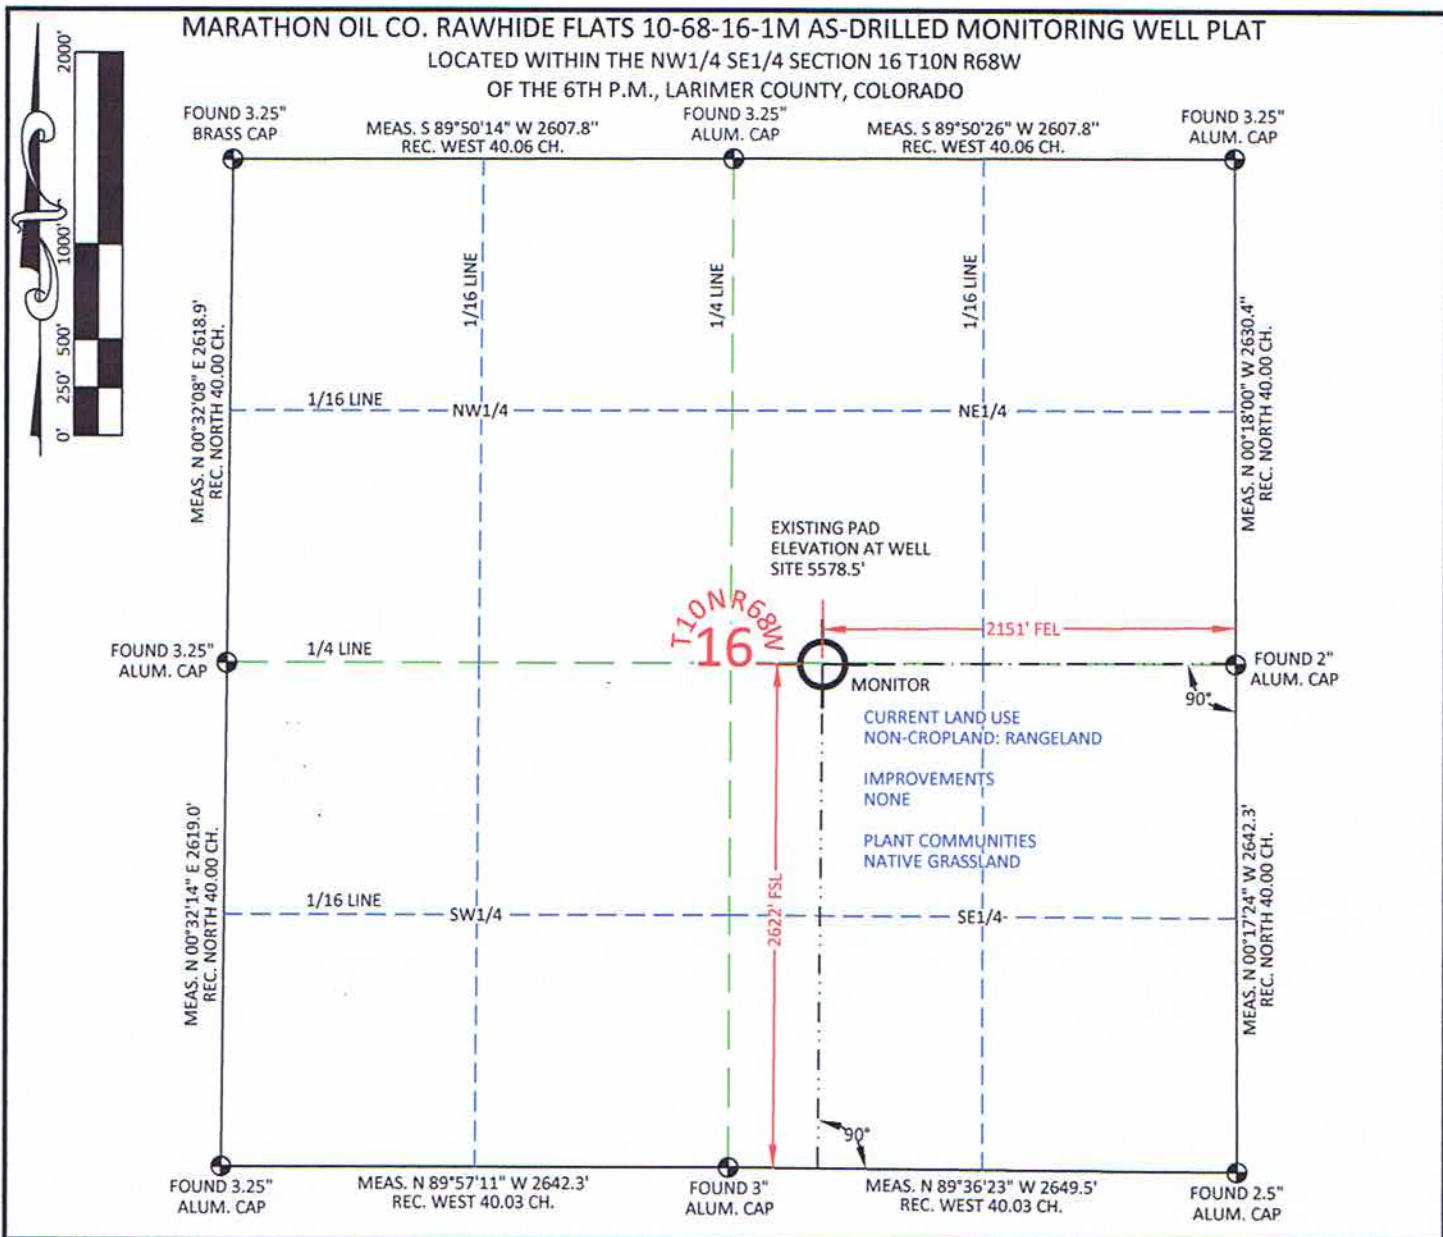 MARATHON OIL CO. RAWHIDE FLATS 10-68-16-1M AS-DRILLED MONITORING WELL PLAT
LOCATED WITHIN THE NW1/4 SE1/4 SECTION 16 T10N R68W
OF THE 6TH P.M., LARIMER COUNTY, COLORADO
2000'
1000'
500'
250'
0'
FOUND 3.25"
BRASS CAP
MEAS. S 89°50'14" W 2607.8"
REC. WEST 40.06 CH.
FOUND 3.25"
ALUM. CAP
MEAS. S 89°50'26" W 2607.8"
REC. WEST 40.06 CH.
FOUND 3.25"
ALUM. CAP
1/16 LINE
1/4 LINE
1/16 LINE
MEAS. N 00°32'08" E 2618.9'
REC. NORTH 40.00 CH.
MEAS. N 00°18'00" W 2630.4"
REC. NORTH 40.00 CH.
1/16 LINE
NW1/4
NE1/4
EXISTING PAD
ELEVATION AT WELL
SITE 5578.5'
T10N R68W
16
2151' FEL
FOUND 3.25"
ALUM. CAP
1/4 LINE
FOUND 2"
ALUM. CAP
MONITOR
90°
CURRENT LAND USE
NON-CROPLAND: RANGELAND
IMPROVEMENTS
NONE
PLANT COMMUNITIES
NATIVE GRASSLAND
MEAS. N 00°32'14" E 2619.0'
REC. NORTH 40.00 CH.
2622' FSL
MEAS. N 00°17'24" W 2642.3'
REC. NORTH 40.00 CH.
1/16 LINE
SW1/4
SE1/4
90°
FOUND 3.25"
ALUM. CAP
MEAS. N 89°57'11" W 2642.3'
REC. WEST 40.03 CH.
FOUND 3"
ALUM. CAP
MEAS. N 89°36'23" W 2649.5'
REC. WEST 40.03 CH.
FOUND 2.5"
ALUM. CAP